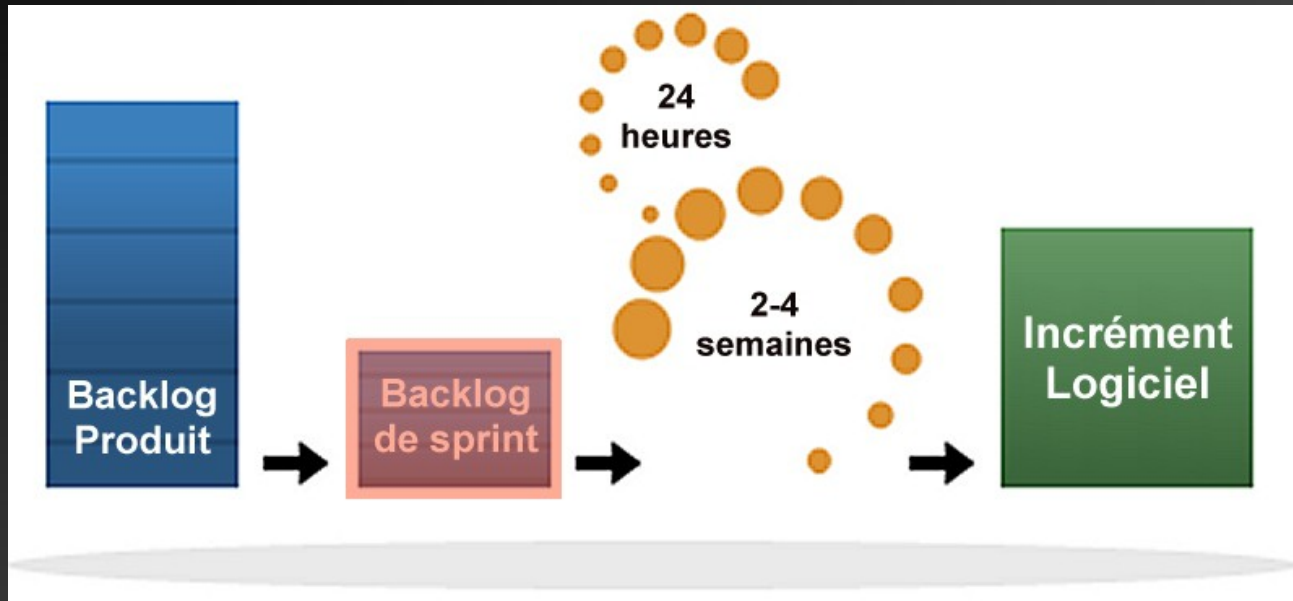 Backlog
Produit
Backlog
de sprint
24
heures
2-4
semaines
Incrément
Logiciel